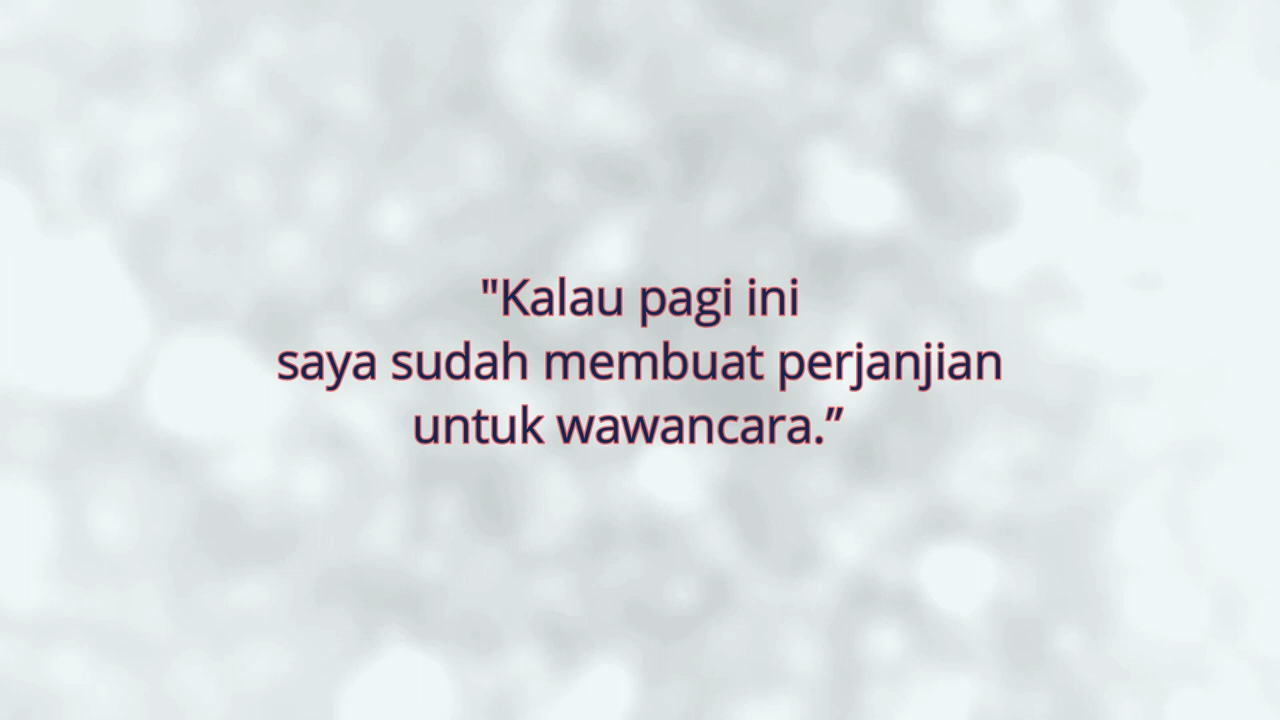 "Kalau pagi ini
saya sudah membuat perjanjian
untuk wawancara.”